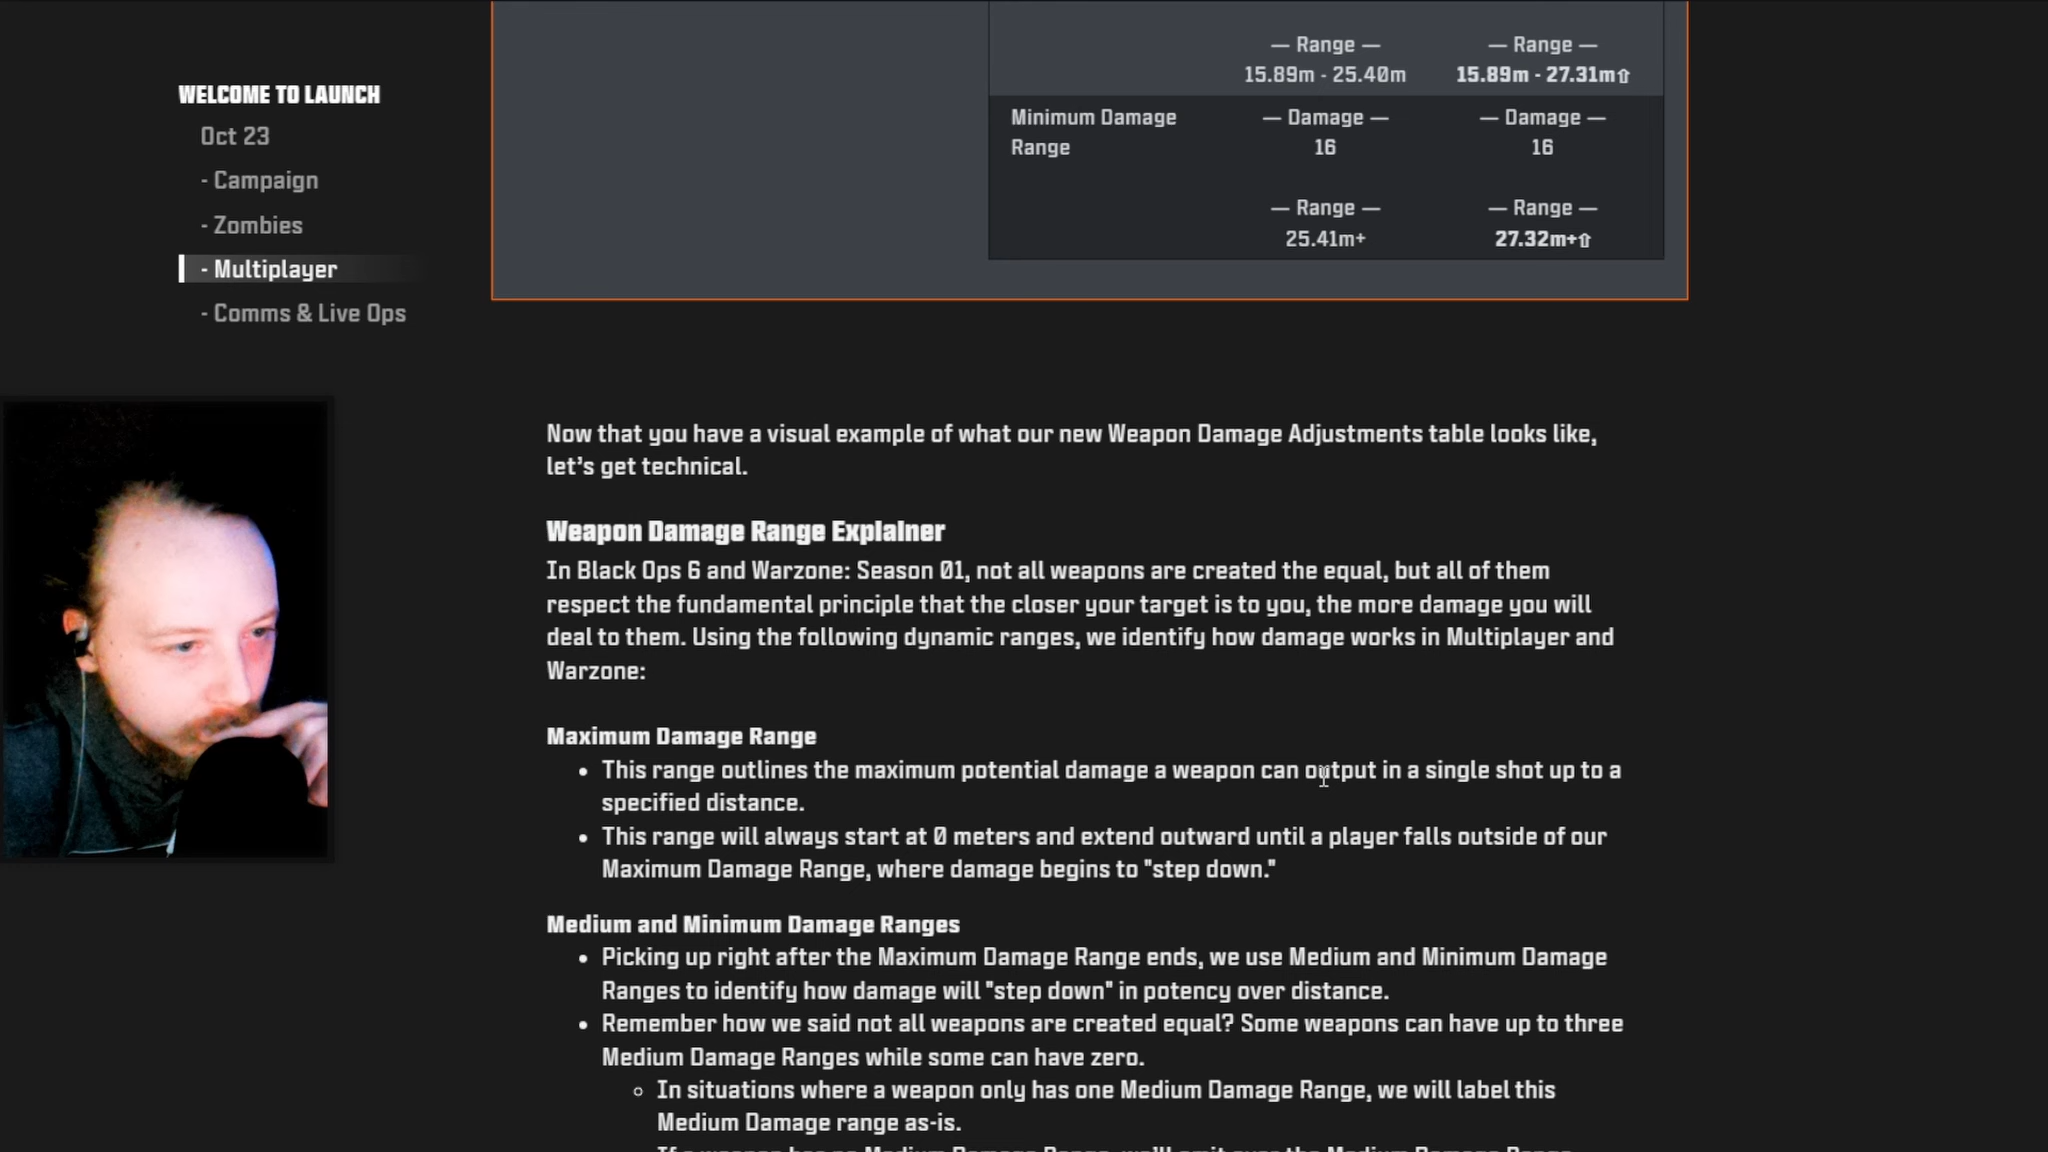 WELCOME TO LAUNCH
Oct 23
- Campaign
- Zombies
- Multiplayer
- Comms & Live Ops
— Range — — Range —
15.89m - 25.40m 15.89m - 27.31m⇧
Minimum Damage — Damage — — Damage —
Range 16 16
— Range — — Range —
25.41m+ 27.32m+⇧
Now that you have a visual example of what our new Weapon Damage Adjustments table looks like,
let’s get technical.
Weapon Damage Range Explainer
In Black Ops 6 and Warzone: Season 01, not all weapons are created the equal, but all of them
respect the fundamental principle that the closer your target is to you, the more damage you will
deal to them. Using the following dynamic ranges, we identify how damage works in Multiplayer and
Warzone:
Maximum Damage Range
• This range outlines the maximum potential damage a weapon can output in a single shot up to a
specified distance.
• This range will always start at 0 meters and extend outward until a player falls outside of our
Maximum Damage Range, where damage begins to "step down."
Medium and Minimum Damage Ranges
• Picking up right after the Maximum Damage Range ends, we use Medium and Minimum Damage
Ranges to identify how damage will "step down" in potency over distance.
• Remember how we said not all weapons are created equal? Some weapons can have up to three
Medium Damage Ranges while some can have zero.
◦ In situations where a weapon only has one Medium Damage Range, we will label this
Medium Damage range as-is.